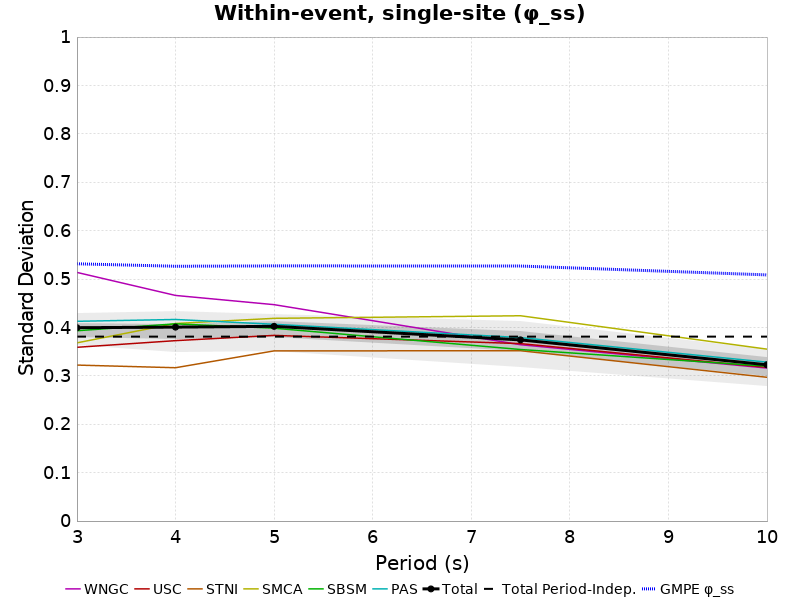 Within-event, single-site (φ_ss)
1
0.9
0.8
0.7
0.6
0.5
0.4
0.3
0.2
0.1
0
Standard Deviation
3 4 5 6 7 8 9 10
Period (s)
WNGC USC STNI SMCA SBSM PAS Total Total Period-Indep. GMPE φ_ss